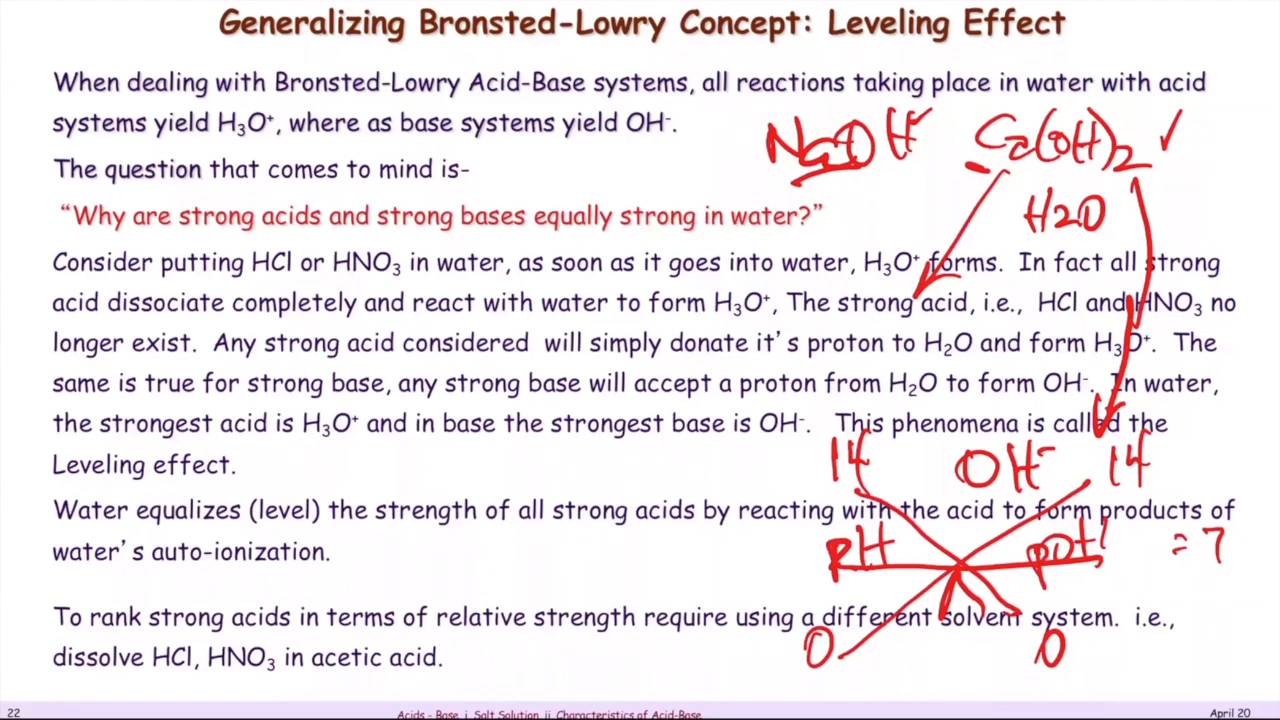 Generalizing Bronsted-Lowry Concept: Leveling Effect
When dealing with Bronsted-Lowry Acid-Base systems, all reactions taking place in water with acid
systems yield H₃O⁺, where as base systems yield OH⁻.
NaOH Ca(OH)₂ ✓
The question that comes to mind is-
H2O
“Why are strong acids and strong bases equally strong in water?”
Consider putting HCl or HNO₃ in water, as soon as it goes into water, H₃O⁺ forms. In fact all strong
acid dissociate completely and react with water to form H₃O⁺, The strong acid, i.e., HCl and HNO₃ no
longer exist. Any strong acid considered will simply donate it's proton to H₂O and form H₃O⁺. The
same is true for strong base, any strong base will accept a proton from H₂O to form OH⁻. In water,
the strongest acid is H₃O⁺ and in base the strongest base is OH⁻. This phenomena is called the
Leveling effect.
14 OH⁻ 14
Water equalizes (level) the strength of all strong acids by reacting with the acid to form products of
water's auto-ionization.
pH pOH = 7
To rank strong acids in terms of relative strength require using a different solvent system. i.e.,
dissolve HCl, HNO₃ in acetic acid.
0 0
22 Acids - Base i Salt Solution ii Characteristics of Acid-Base April 20